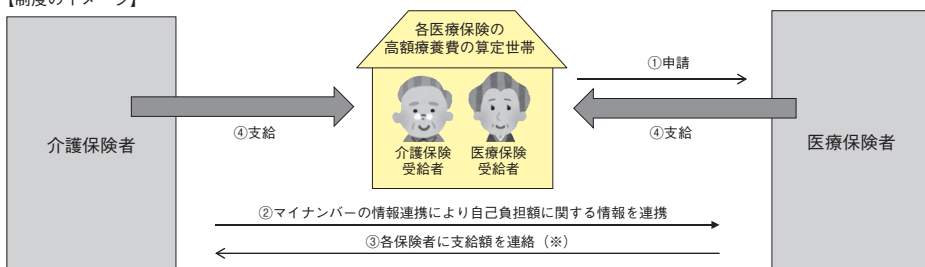 【制度のイメージ】
各医療保険の
高額療養費の算定世帯
①申請
④支給
④支給
介護保険者
医療保険者
介護保険
受給者
医療保険
受給者
②マイナンバーの情報連携により自己負担額に関する情報を連携
③各保険者に支給額を連絡（※）